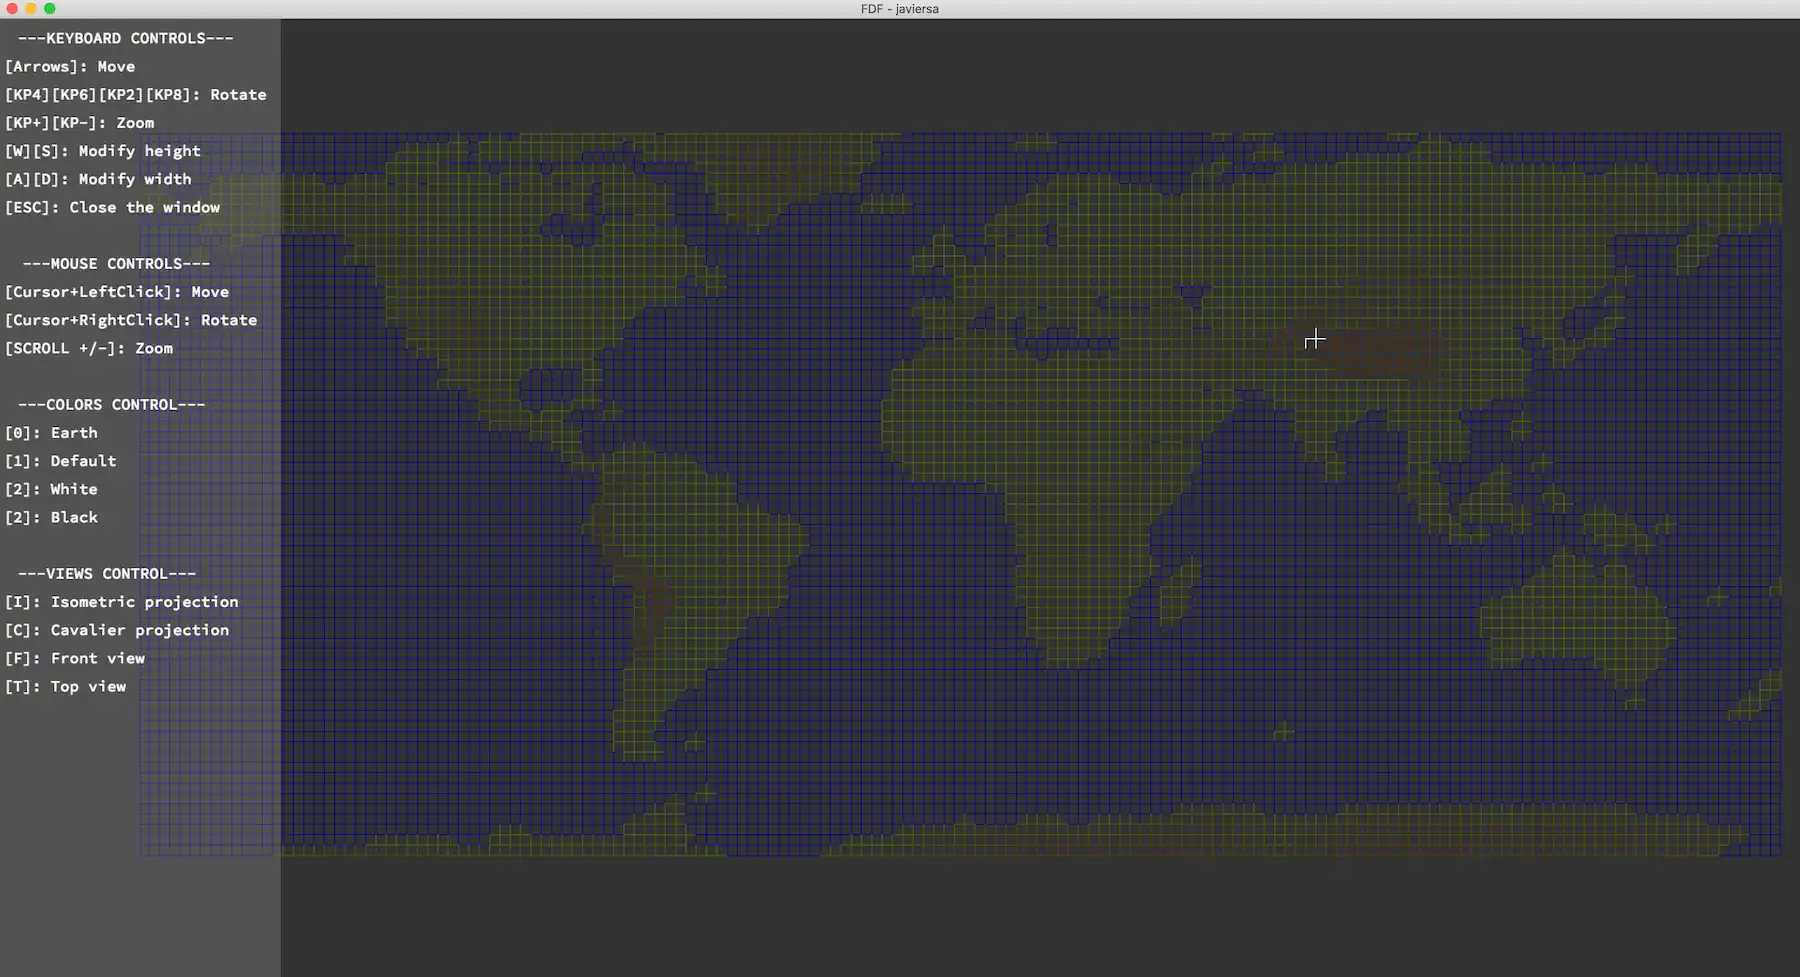 FDF - javiersa
---KEYBOARD CONTROLS---
[Arrows]: Move
[KP4][KP6][KP2][KP8]: Rotate
[KP+][KP-]: Zoom
[W][S]: Modify height
[A][D]: Modify width
[ESC]: Close the window
---MOUSE CONTROLS---
[Cursor+LeftClick]: Move
[Cursor+RightClick]: Rotate
[SCROLL +/-]: Zoom
---COLORS CONTROL---
[0]: Earth
[1]: Default
[2]: White
[2]: Black
---VIEWS CONTROL---
[I]: Isometric projection
[C]: Cavalier projection
[F]: Front view
[T]: Top view